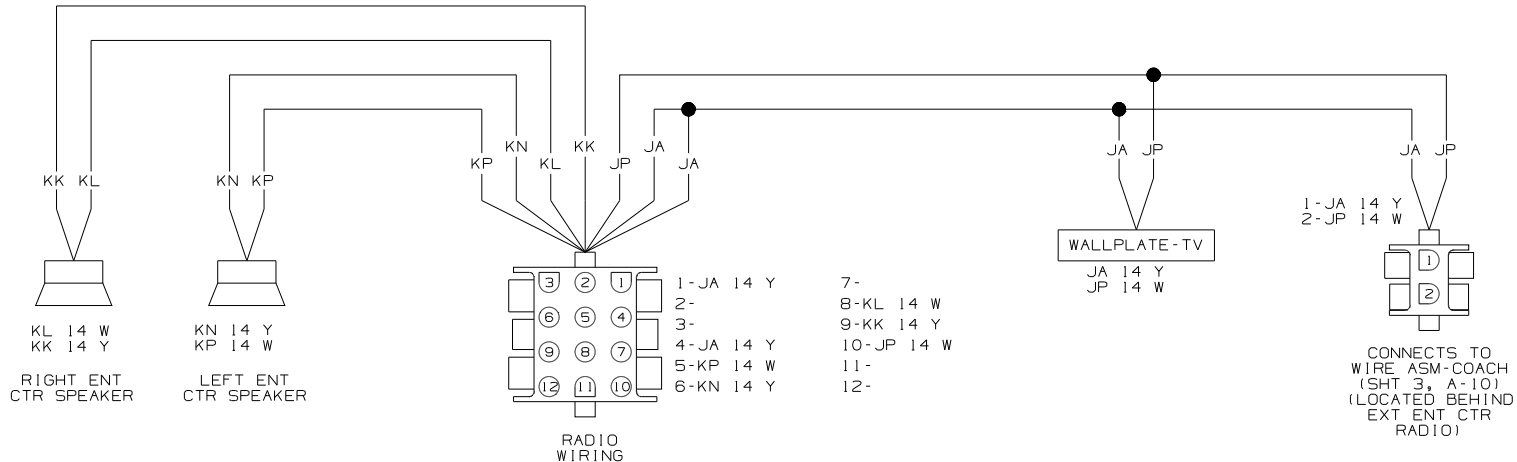 KK
KN
KL
KP
JP
JA
JA
JA JP
JA JP
KK KL
KN KP
1-JA 14 Y
2-JP 14 W
WALLPLATE-TV
JA 14 Y
JP 14 W
1
2
3 2 1
6 5 4
9 8 7
12 11 10
1-JA 14 Y
2-
3-
4-JA 14 Y
5-KP 14 W
6-KN 14 Y
7-
8-KL 14 W
9-KK 14 Y
10-JP 14 W
11-
12-
KL 14 W
KK 14 Y
RIGHT ENT
CTR SPEAKER
KN 14 Y
KP 14 W
LEFT ENT
CTR SPEAKER
RADIO
WIRING
CONNECTS TO
WIRE ASM-COACH
(SHT 3, A-10)
(LOCATED BEHIND
EXT ENT CTR
RADIO)